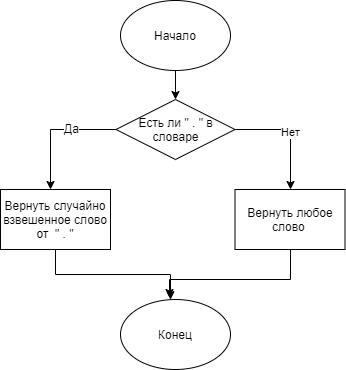 Начало
Есть ли " . " в
словаре
Да
Нет
Вернуть случайно
взвешенное слово
от " . "
Вернуть любое
слово
Конец